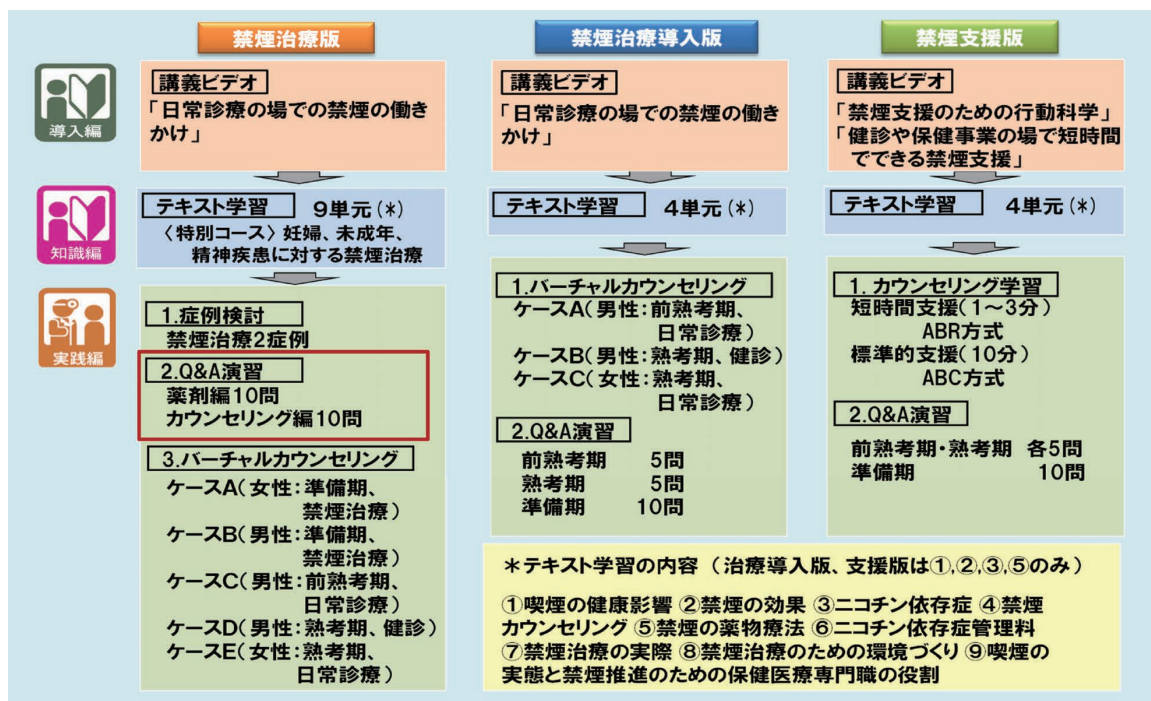 禁煙治療版
禁煙治療導入版
禁煙支援版
導入編
講義ビデオ
「日常診療の場での禁煙の働き
かけ」
講義ビデオ
「日常診療の場での禁煙の働き
かけ」
講義ビデオ
「禁煙支援のための行動科学」
「健診や保健事業の場で短時間
でできる禁煙支援」
知識編
テキスト学習 9単元(*)
〈特別コース〉妊婦、未成年、
精神疾患に対する禁煙治療
テキスト学習 4単元(*)
テキスト学習 4単元(*)
実践編
1.症例検討
禁煙治療2症例
2.Q&A演習
薬剤編10問
カウンセリング編10問
3.バーチャルカウンセリング
ケースA(女性:準備期、
禁煙治療)
ケースB(男性:準備期、
禁煙治療)
ケースC(男性:前熟考期、
日常診療)
ケースD(男性:熟考期、健診)
ケースE(女性:熟考期、
日常診療)
1.バーチャルカウンセリング
ケースA(男性:前熟考期、
日常診療)
ケースB(男性:熟考期、健診)
ケースC(女性:熟考期、
日常診療)
2.Q&A演習
前熟考期 5問
熟考期 5問
準備期 10問
1. カウンセリング学習
短時間支援(1～3分)
ABR方式
標準的支援(10分)
ABC方式
2.Q&A演習
前熟考期・熟考期 各5問
準備期 10問
*テキスト学習の内容 (治療導入版、支援版は①,②,③,⑤のみ)
①喫煙の健康影響 ②禁煙の効果 ③ニコチン依存症 ④禁煙
カウンセリング ⑤禁煙の薬物療法 ⑥ニコチン依存症管理料
⑦禁煙治療の実際 ⑧禁煙治療のための環境づくり ⑨喫煙の
実態と禁煙推進のための保健医療専門職の役割